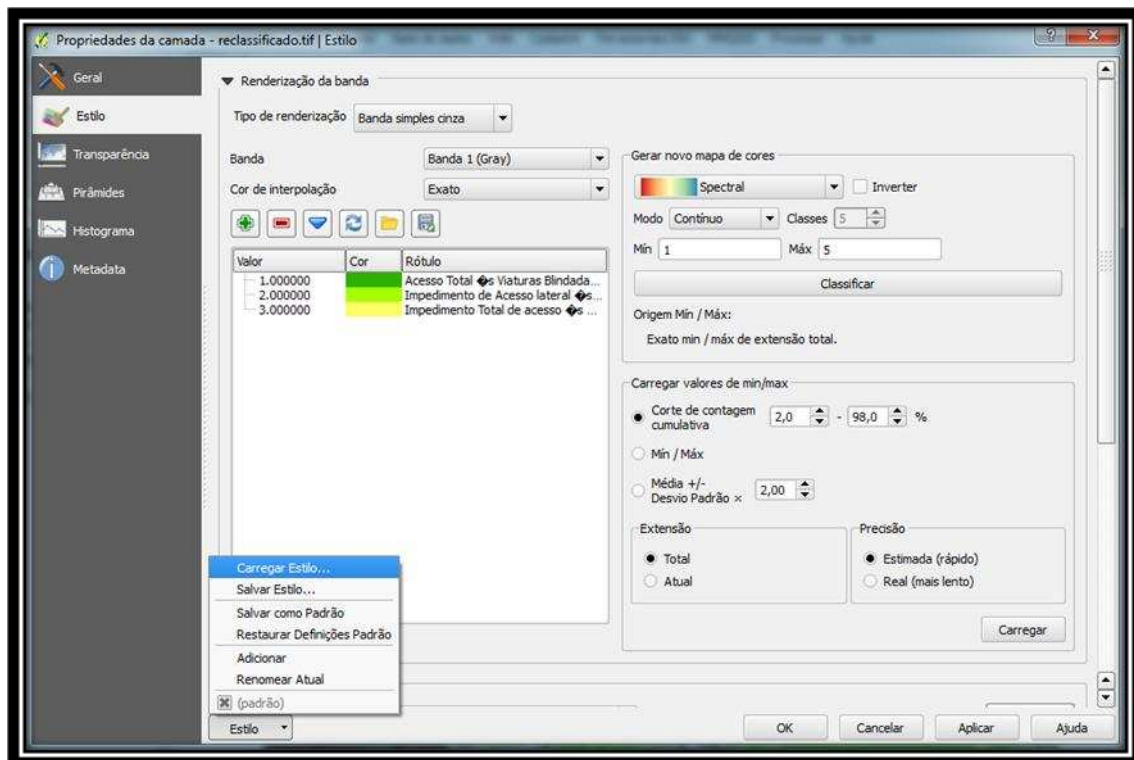 Propriedades da camada - reclassificado.tif | Estilo
Geral
Estilo
Transparência
Pirâmides
Histograma
Metadata
Renderização da banda
Tipo de renderização Banda simples cinza
Banda Banda 1 (Gray)
Cor de interpolação Exato
Valor Cor Rótulo
1.000000 Acesso Total �s Viaturas Blindada...
2.000000 Impedimento de Acesso lateral �s...
3.000000 Impedimento Total de acesso �s ...
Gerar novo mapa de cores
Spectral Inverter
Modo Contínuo Classes 5
Mín 1 Máx 5
Classificar
Origem Mín / Máx:
Exato min / máx de extensão total.
Carregar valores de min/max
Corte de contagem cumulativa 2,0 - 98,0 %
Mín / Máx
Média +/-
Desvio Padrão × 2,00
Extensão
Total
Atual
Precisão
Estimada (rápido)
Real (mais lento)
Carregar
Carregar Estilo...
Salvar Estilo...
Salvar como Padrão
Restaurar Definições Padrão
Adicionar
Renomear Atual
(padrão)
Estilo
OK Cancelar Aplicar Ajuda